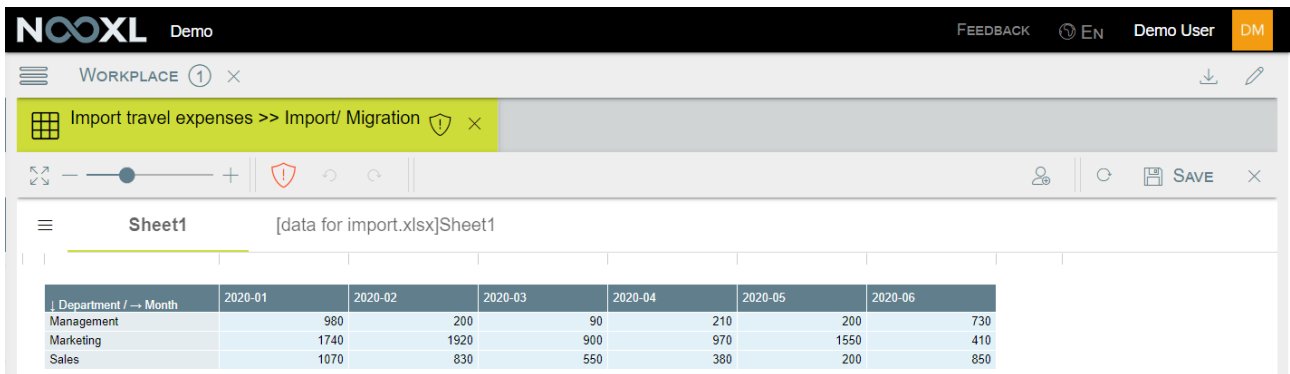 NOOXL Demo FEEDBACK EN Demo User DM
WORKPLACE 1
Import travel expenses >> Import/ Migration
SAVE
Sheet1 [data for import.xlsx]Sheet1
↓ Department / → Month 2020-01 2020-02 2020-03 2020-04 2020-05 2020-06
Management 980 200 90 210 200 730
Marketing 1740 1920 900 970 1550 410
Sales 1070 830 550 380 200 850